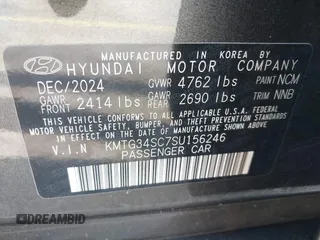 MANUFACTURED IN KOREA BY
HYUNDAI MOTOR COMPANY
DEC/2024 GVWR 4762 lbs PAINT NCM
GAWR FRONT 2414 lbs GAWR REAR 2690 lbs TRIM NNB
THIS VEHICLE CONFORMS TO ALL APPLICABLE U.S.A. FEDERAL
MOTOR VEHICLE SAFETY, BUMPER, AND THEFT PREVENTION
STANDARDS IN EFFECT ON THE DATE OF MANUFACTURE
SHOWN ABOVE.
V.I.N KMTG34SC7SU156246
PASSENGER CAR
DREAMBID